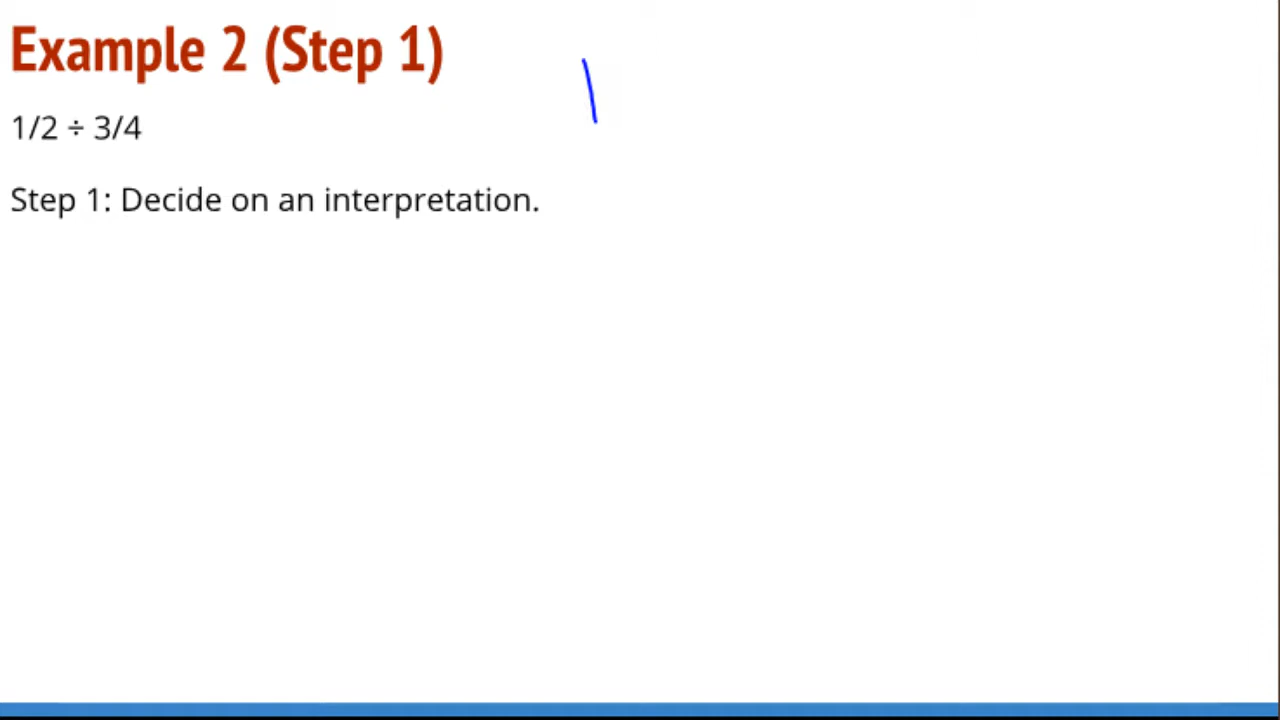 Example 2 (Step 1)
1/2 ÷ 3/4
Step 1: Decide on an interpretation.